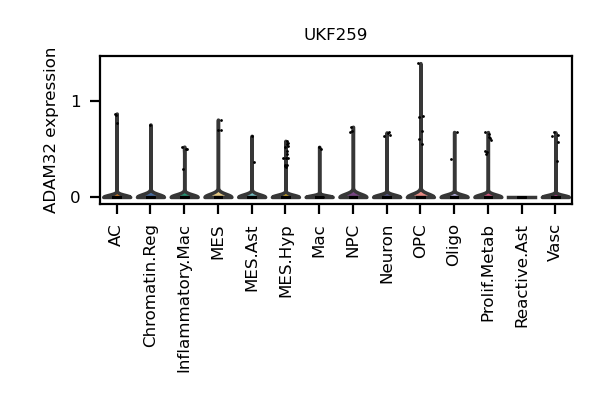 UKF259
ADAM32 expression
1
0
AC
Chromatin.Reg
Inflammatory.Mac
MES
MES.Ast
MES.Hyp
Mac
NPC
Neuron
OPC
Oligo
Prolif.Metab
Reactive.Ast
Vasc